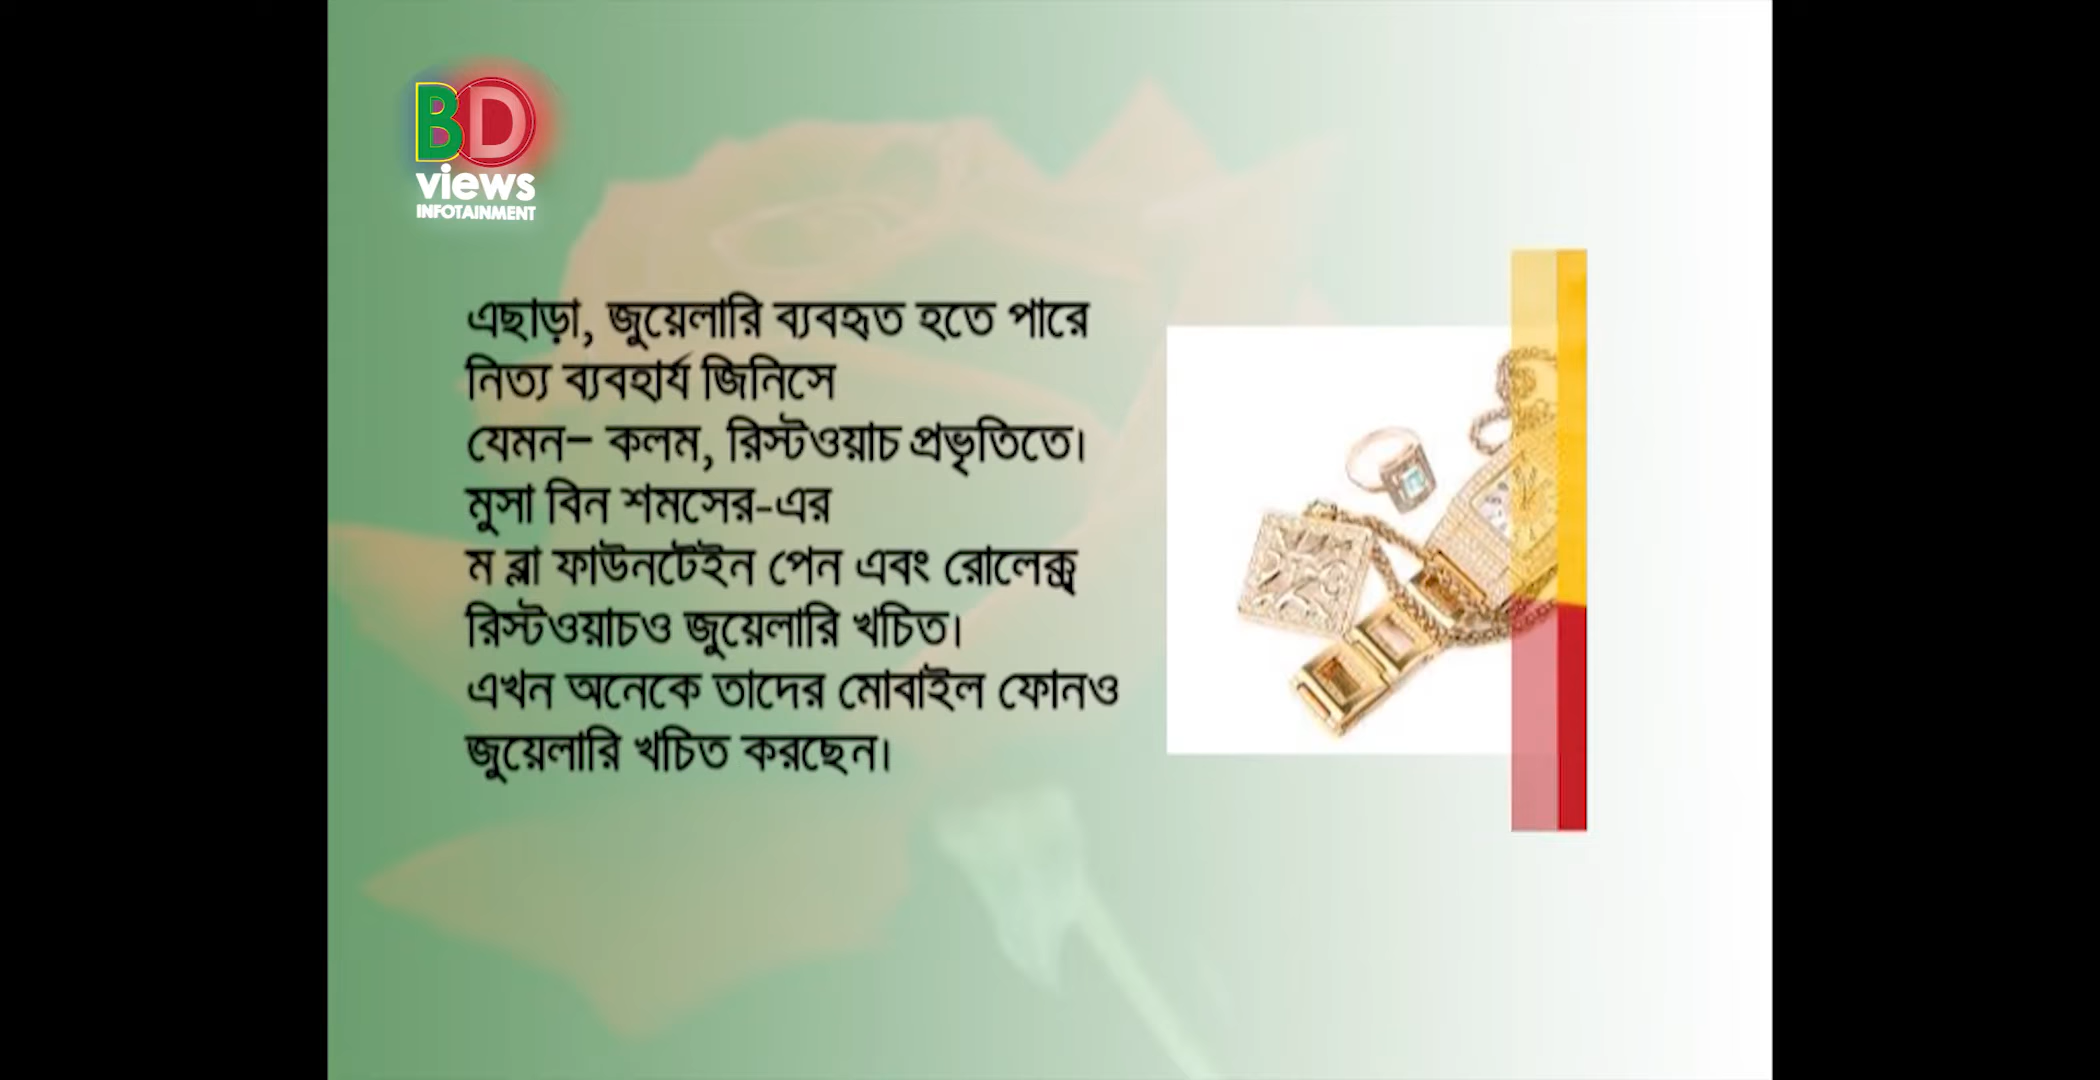 BD
views
INFOTAINMENT
এছাড়া, জুয়েলারি ব্যবহৃত হতে পারে
নিত্য ব্যবহার্য জিনিসে
যেমন– কলম, রিস্টওয়াচ প্রভৃতিতে।
মুসা বিন শমসের-এর
ম ব্লা ফাউনটেইন পেন এবং রোলেক্স
রিস্টওয়াচও জুয়েলারি খচিত।
এখন অনেকে তাদের মোবাইল ফোনও
জুয়েলারি খচিত করছেন।